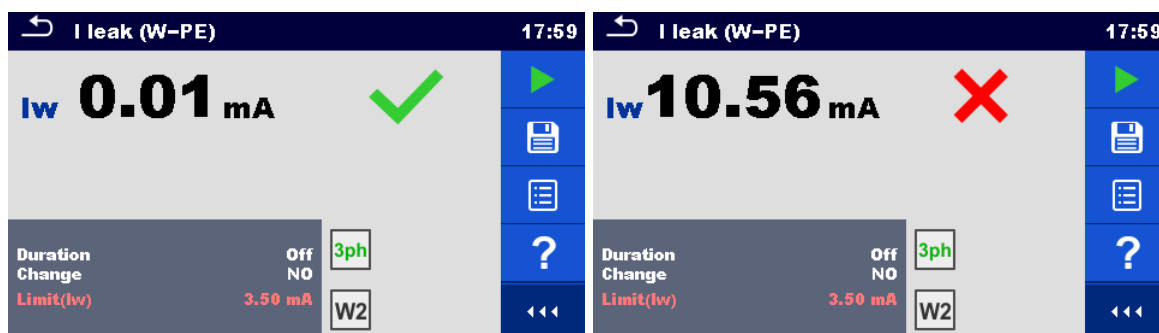 I leak (W–PE) 17:59
Iw 0.01 mA
Duration Off
Change NO
Limit(Iw) 3.50 mA
3ph
W2
?
I leak (W–PE) 17:59
Iw 10.56 mA
Duration Off
Change NO
Limit(Iw) 3.50 mA
3ph
W2
?